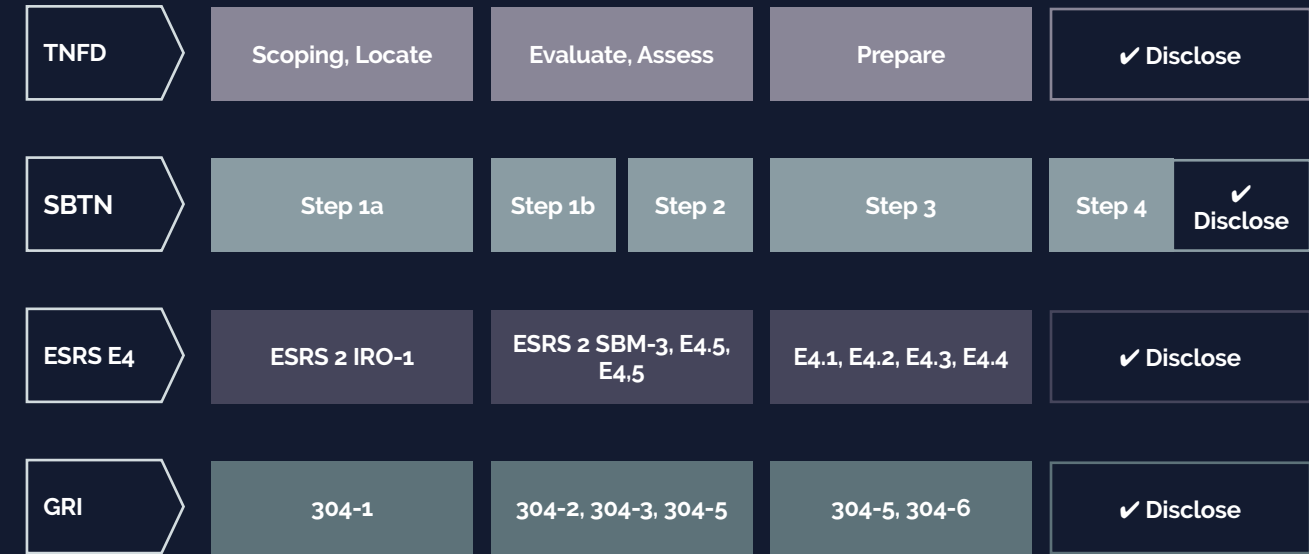 TNFD
Scoping, Locate
Evaluate, Assess
Prepare
✔ Disclose
SBTN
Step 1a
Step 1b
Step 2
Step 3
Step 4
✔
Disclose
ESRS E4
ESRS 2 IRO-1
ESRS 2 SBM-3, E4.5,
E4,5
E4.1, E4.2, E4.3, E4.4
✔ Disclose
GRI
304-1
304-2, 304-3, 304-5
304-5, 304-6
✔ Disclose